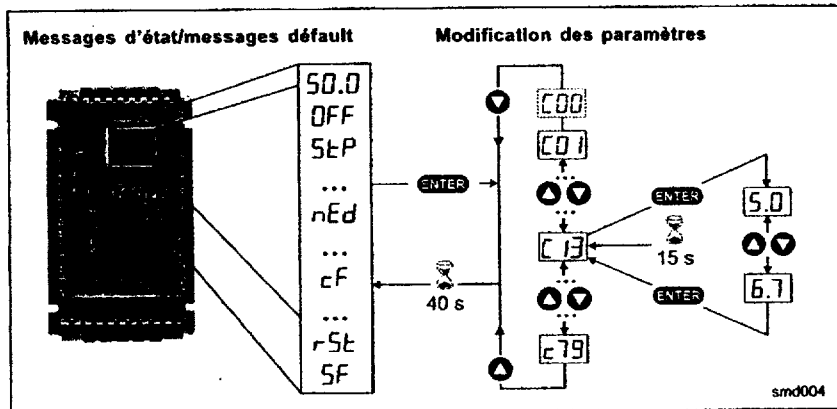 Messages d'état/messages défault
Modification des paramètres
50.0
OFF
StP
...
nEd
...
cF
...
rSt
SF
ENTER
40 s
C00
C01
...
...
C13
...
...
c79
ENTER
15 s
ENTER
5.0
6.7
smd004